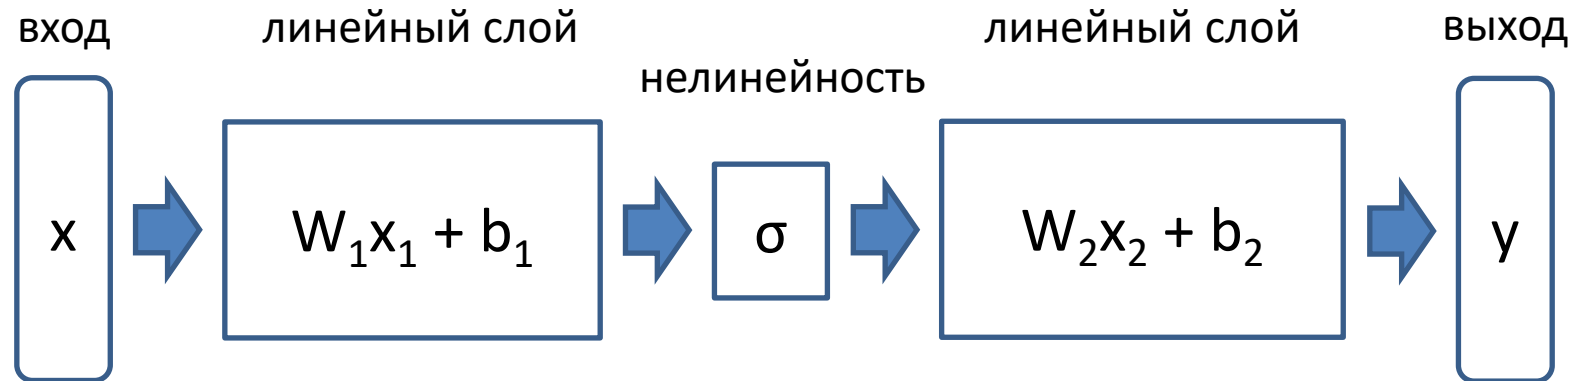 вход
линейный слой
нелинейность
линейный слой
выход
x
W₁x₁ + b₁
σ
W₂x₂ + b₂
y